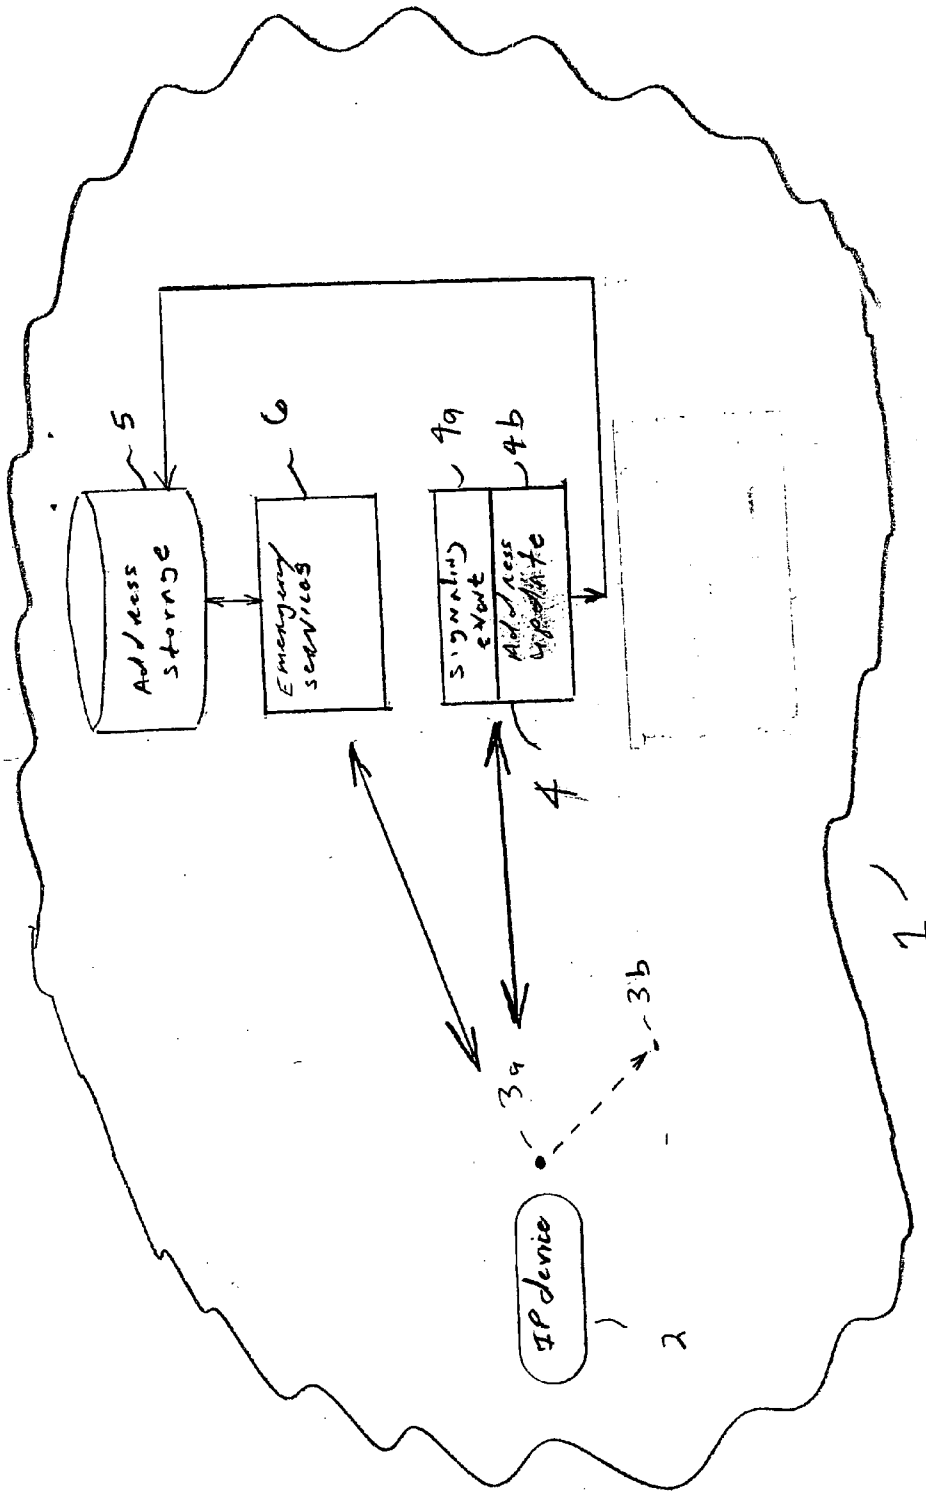 Address
storage
5
Emergency
services
6
signaling
event
4a
Address
update
4b
4
3a
3b
IP device
2
1